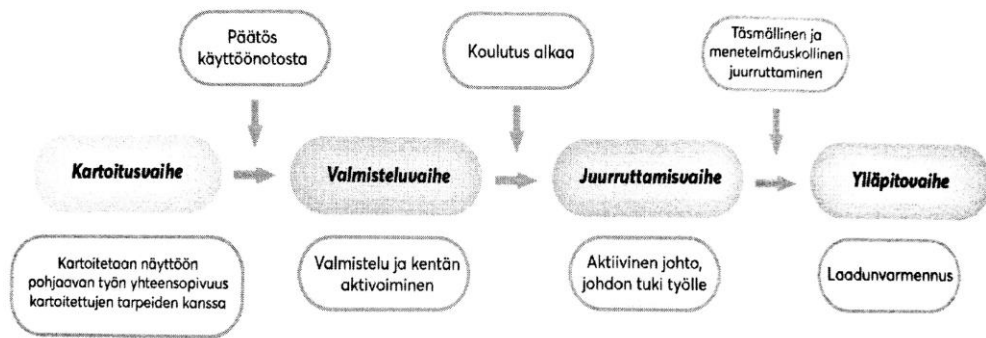 Päätös
käyttöönotosta
Koulutus alkaa
Täsmällinen ja
menetelmäuskollinen
juurruttaminen
Kartoitusvaihe
Valmisteluvaihe
Juurruttamisvaihe
Ylläpitovaihe
Kartoitetaan näyttöön
pohjaavan työn yhteensopivuus
kartoitettujen tarpeiden kanssa
Valmistelu ja kentän
aktivoiminen
Aktiivinen johto,
johdon tuki työlle
Laadunvarmennus